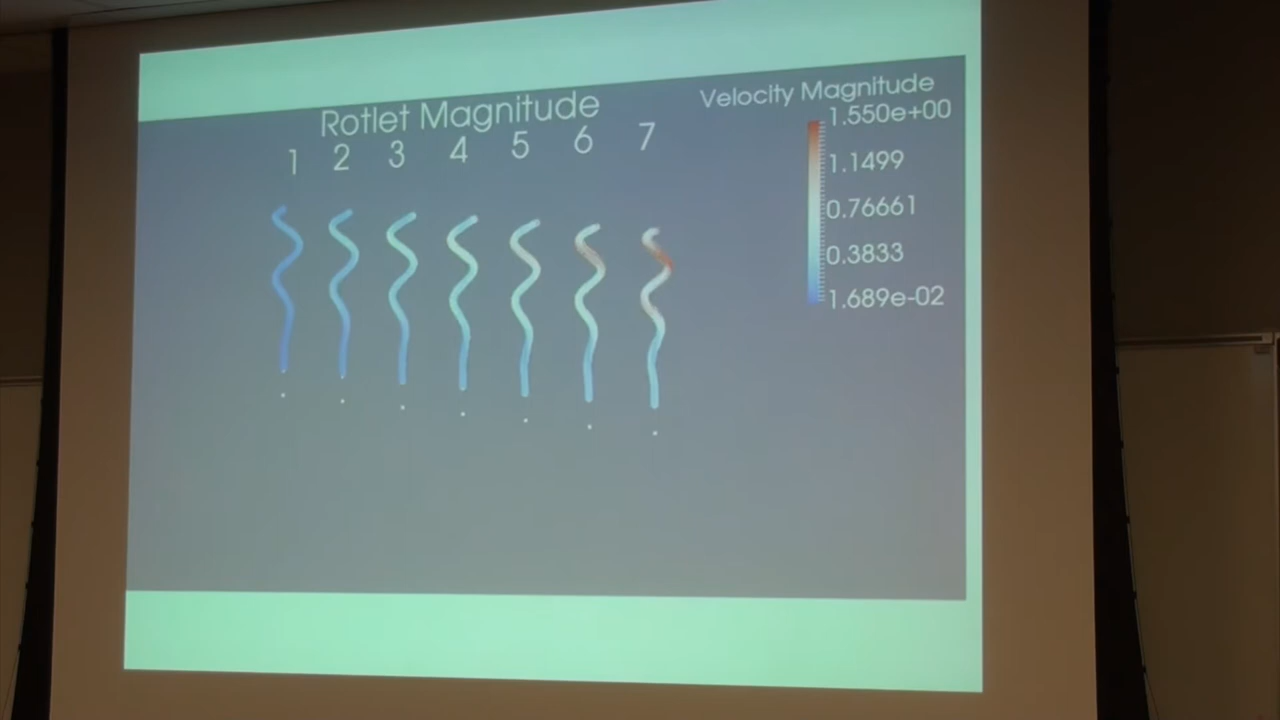 Rotlet Magnitude
1 2 3 4 5 6 7
Velocity Magnitude
1.550e+00
1.1499
0.76661
0.3833
1.689e-02